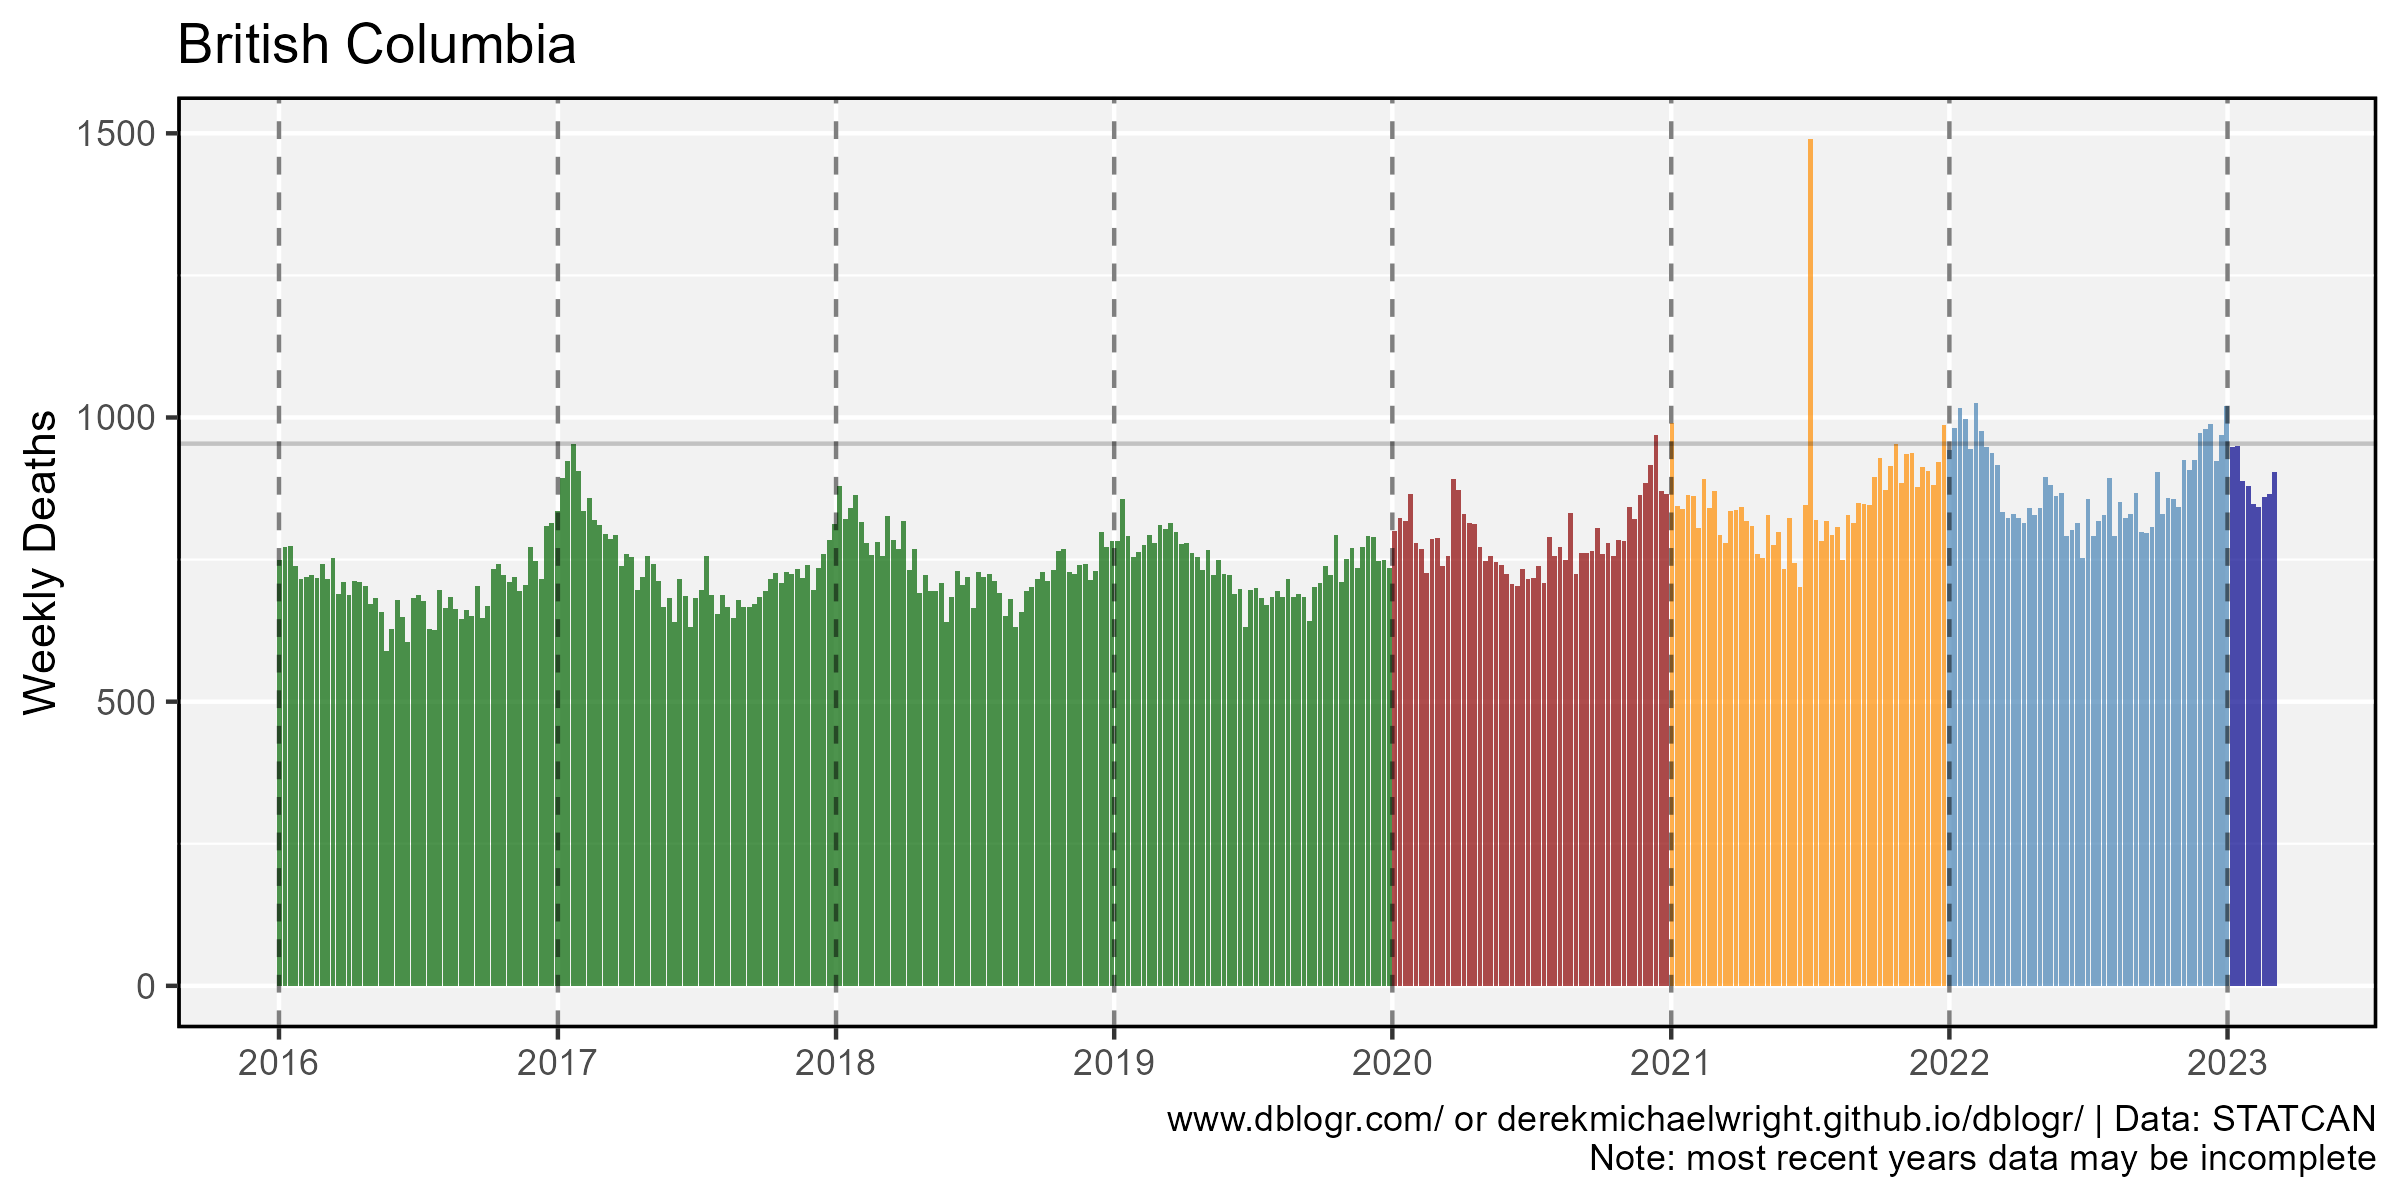 British Columbia
Weekly Deaths
1500
1000
500
0
2016 2017 2018 2019 2020 2021 2022 2023
www.dblogr.com/ or derekmichaelwright.github.io/dblogr/ | Data: STATCAN
Note: most recent years data may be incomplete